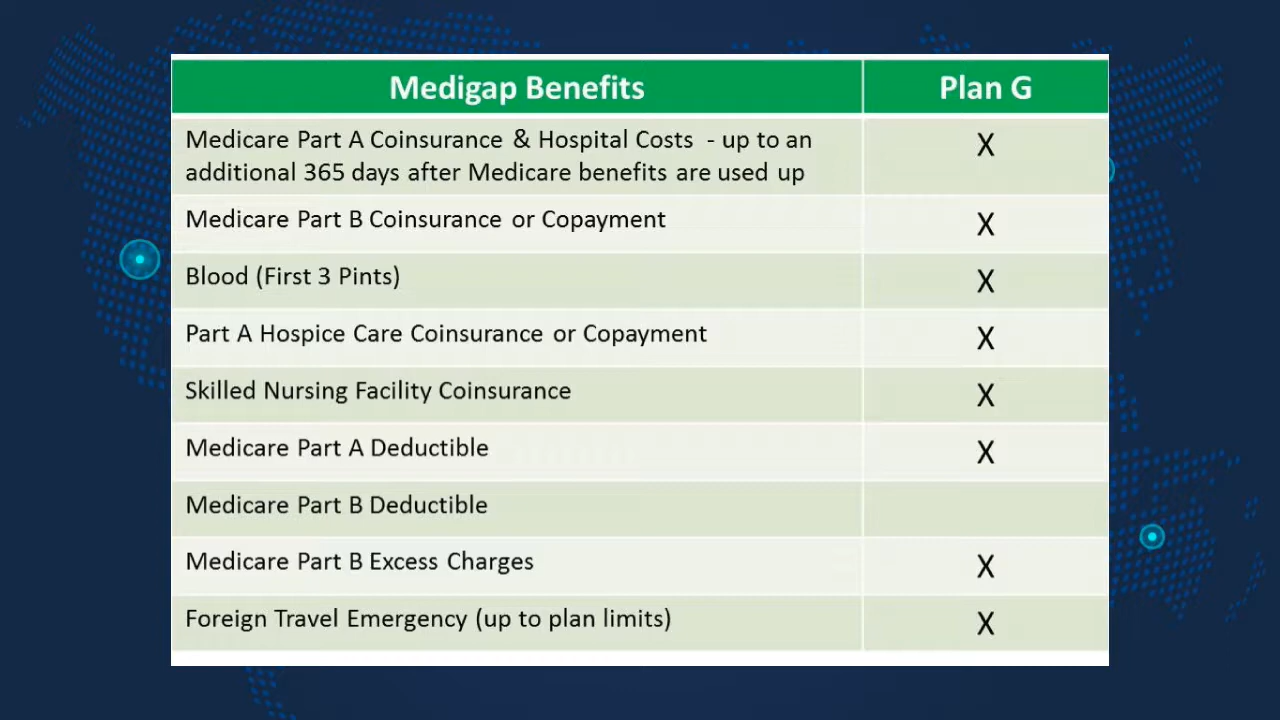 Medigap Benefits Plan G
Medicare Part A Coinsurance & Hospital Costs - up to an
additional 365 days after Medicare benefits are used up X
Medicare Part B Coinsurance or Copayment X
Blood (First 3 Pints) X
Part A Hospice Care Coinsurance or Copayment X
Skilled Nursing Facility Coinsurance X
Medicare Part A Deductible X
Medicare Part B Deductible
Medicare Part B Excess Charges X
Foreign Travel Emergency (up to plan limits) X